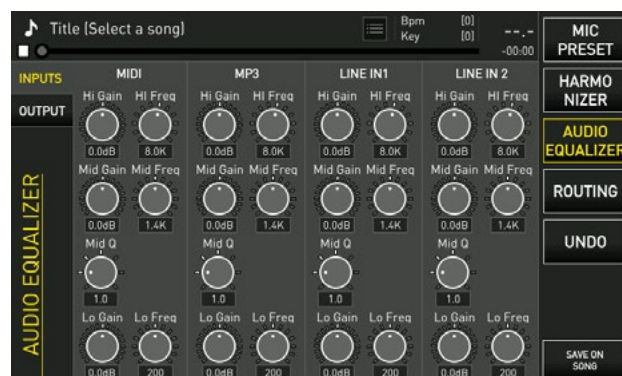 Title (Select a song)
Bpm [0]
Key [0]
--.-
-00:00
MIC PRESET
HARMO NIZER
AUDIO EQUALIZER
ROUTING
UNDO
SAVE ON SONG
INPUTS
OUTPUT
AUDIO EQUALIZER
MIDI MP3 LINE IN1 LINE IN 2
Hi Gain HI Freq Hi Gain HI Freq Hi Gain HI Freq Hi Gain HI Freq
0.0dB 8.0K 0.0dB 8.0K 0.0dB 8.0K 0.0dB 8.0K
Mid Gain Mid Freq Mid Gain Mid Freq Mid Gain Mid Freq Mid Gain Mid Freq
0.0dB 1.4K 0.0dB 1.4K 0.0dB 1.4K 0.0dB 1.4K
Mid Q Mid Q Mid Q Mid Q
1.0 1.0 1.0 1.0
Lo Gain Lo Freq Lo Gain Lo Freq Lo Gain Lo Freq Lo Gain Lo Freq
0.0dB 200 0.0dB 200 0.0dB 200 0.0dB 200